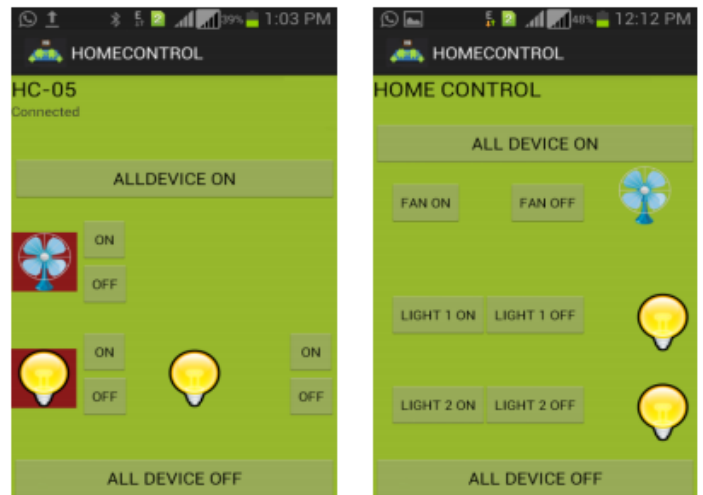 39% 1:03 PM
HOMECONTROL
HC-05
Connected
ALLDEVICE ON
ON
OFF
ON
ON
OFF
OFF
ALL DEVICE OFF
48% 12:12 PM
HOMECONTROL
HOME CONTROL
ALL DEVICE ON
FAN ON FAN OFF
LIGHT 1 ON LIGHT 1 OFF
LIGHT 2 ON LIGHT 2 OFF
ALL DEVICE OFF